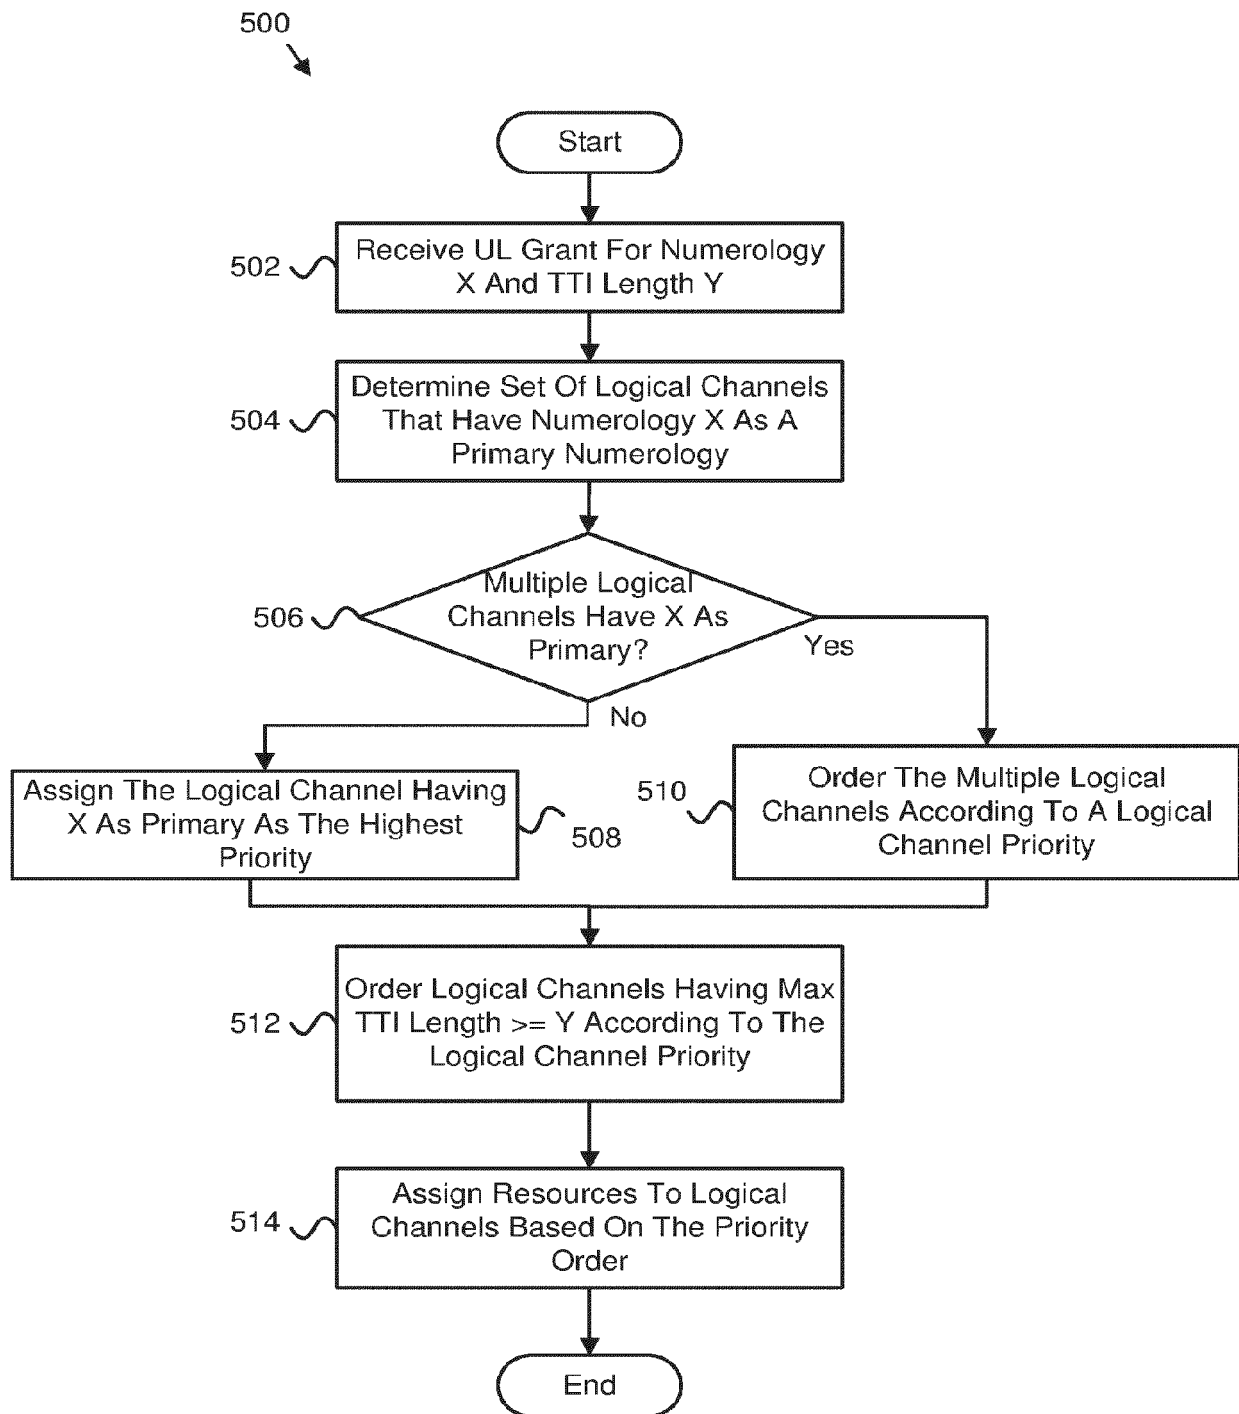 500
Start
502
Receive UL Grant For Numerology
X And TTI Length Y
504
Determine Set Of Logical Channels
That Have Numerology X As A
Primary Numerology
506
Multiple Logical
Channels Have X As
Primary?
Yes
No
Assign The Logical Channel Having
X As Primary As The Highest
Priority
508
510
Order The Multiple Logical
Channels According To A Logical
Channel Priority
512
Order Logical Channels Having Max
TTI Length >= Y According To The
Logical Channel Priority
514
Assign Resources To Logical
Channels Based On The Priority
Order
End